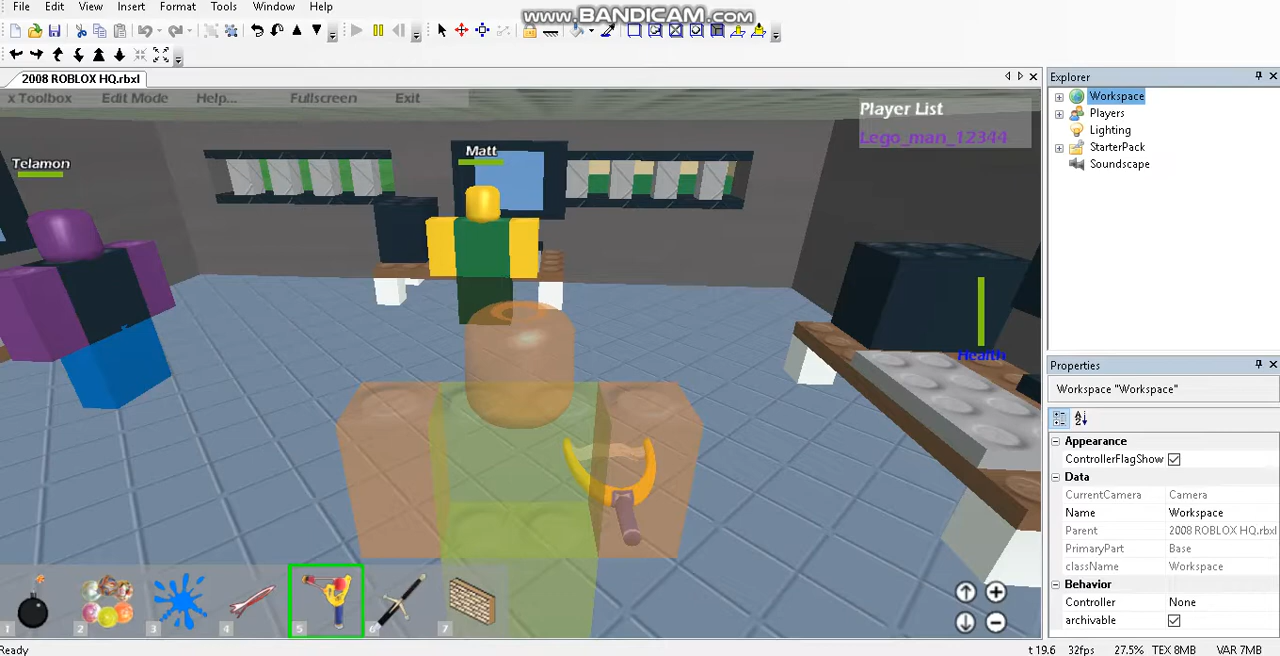 www.BANDICAM.com
File Edit View Insert Format Tools Window Help
2008 ROBLOX HQ.rbxl
x Toolbox Edit Mode Help... Fullscreen Exit
Player List
Lego_man_12344
Telamon
Matt
Health
1 2 3 4 5 6 7
Ready
t 19.6 32fps 27.5% TEX 8MB VAR 7MB
Explorer
Workspace
Players
Lighting
StarterPack
Soundscape
Properties
Workspace "Workspace"
Appearance
ControllerFlagShow
Data
CurrentCamera Camera
Name Workspace
Parent 2008 ROBLOX HQ.rbxl
PrimaryPart Base
className Workspace
Behavior
Controller None
archivable